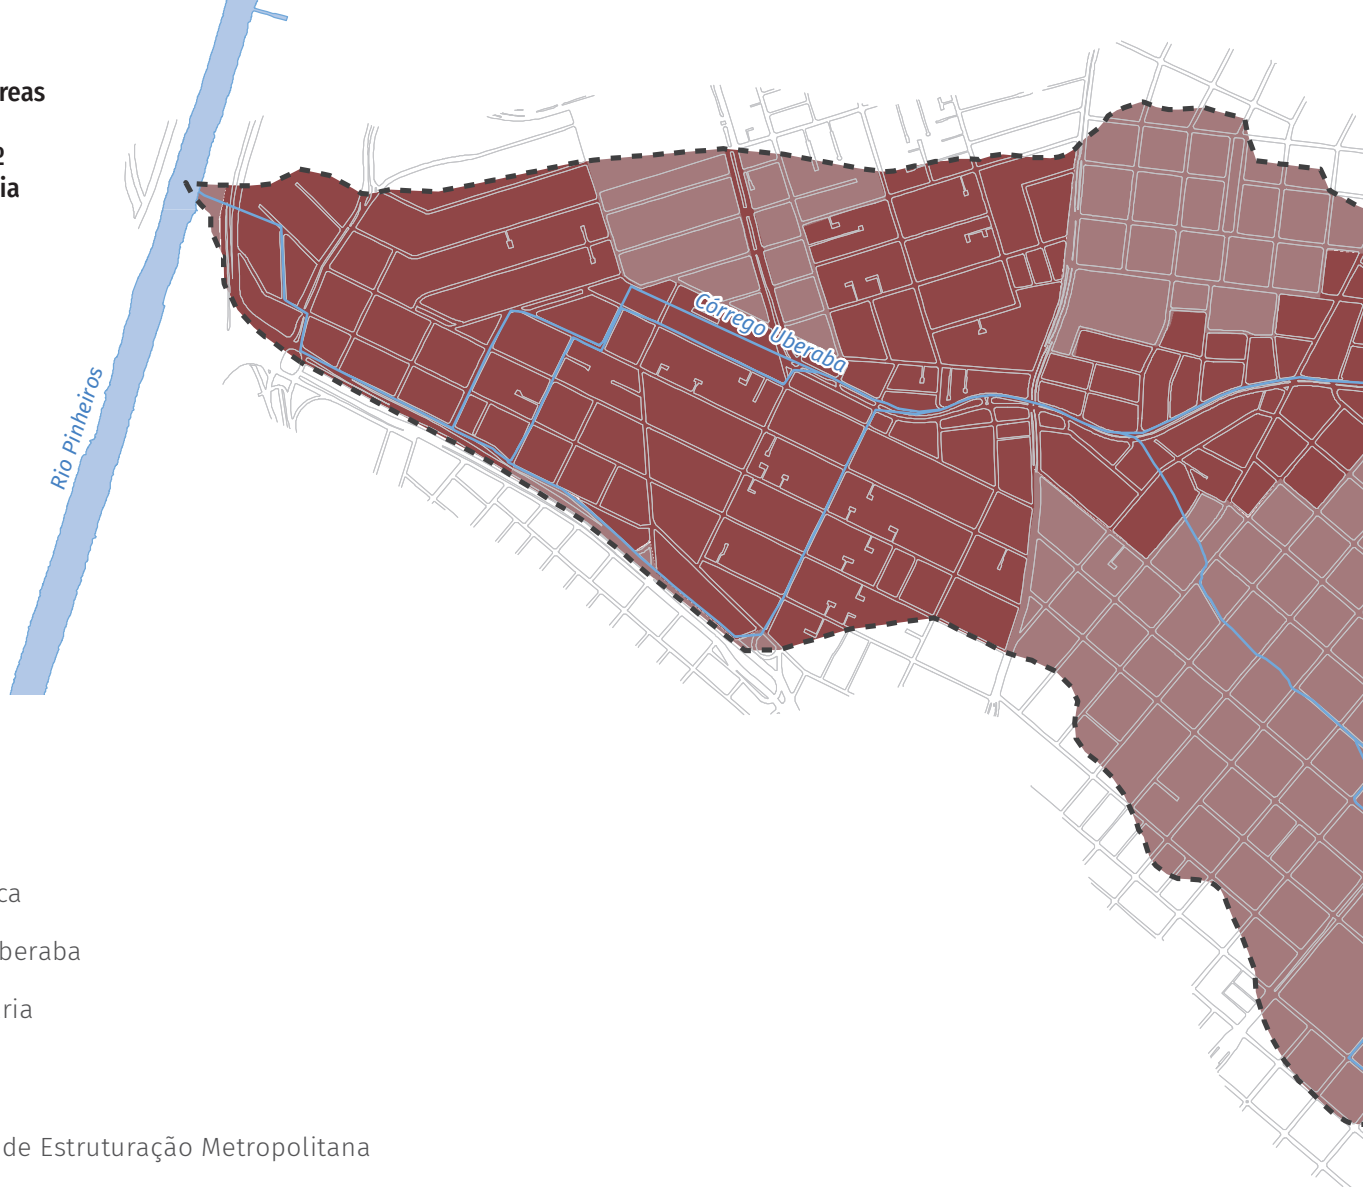 reas
ia
Córrego Uberaba
Rio Pinheiros
ca
beraba
ria
de Estruturação Metropolitana